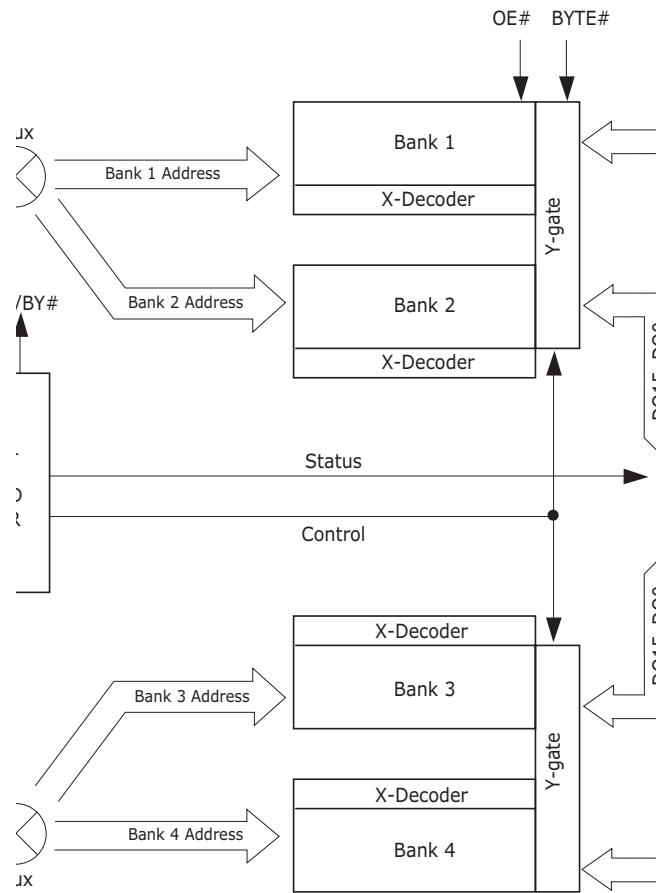 OE# BYTE#
Bank 1
Bank 1 Address
X-Decoder
Y-gate
Bank 2 Address
Bank 2
/BY#
X-Decoder
Status
Control
X-Decoder
Bank 3 Address
Bank 3
Y-gate
X-Decoder
Bank 4 Address
Bank 4